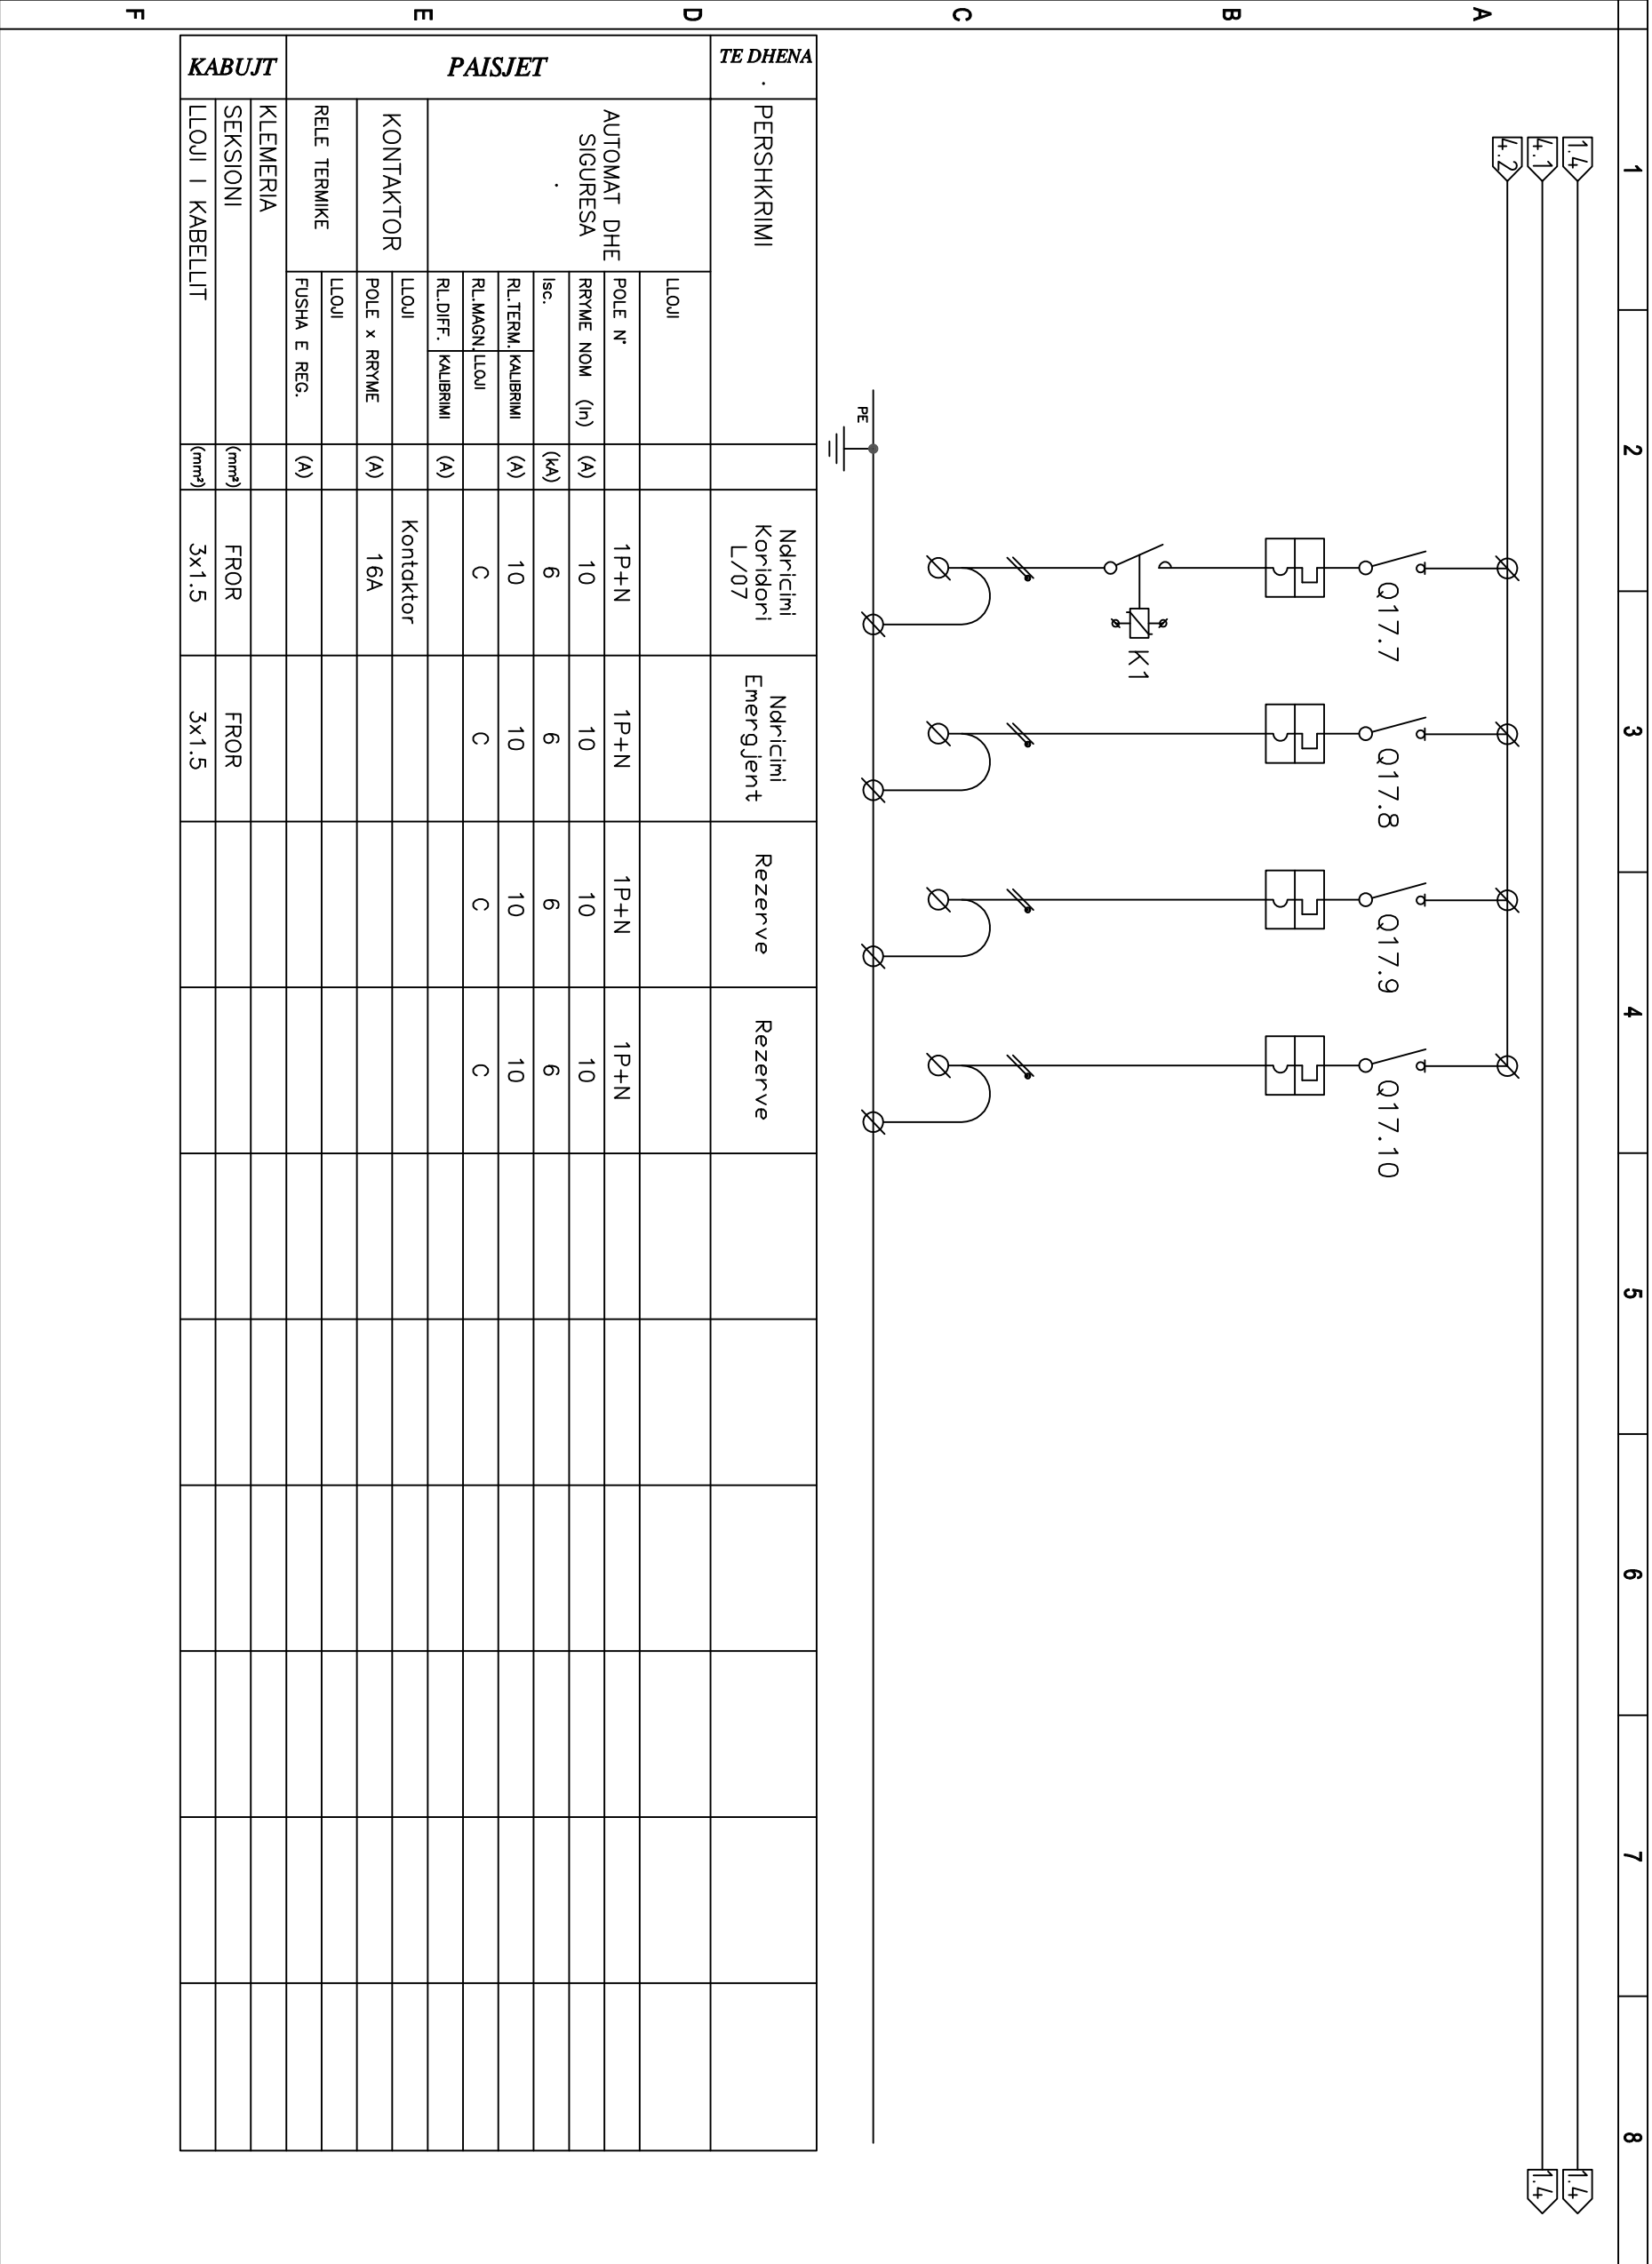 1 2 3 4 5 6 7 8
A
B
C
D
E
F
1.4 1.4
4.1 1.4
4.2
Q17.7 Q17.8 Q17.9 Q17.10
K1
PE
TE DHENA
.
PERSHKRIMI
Ndricimi
Koridori
L/07
Ndricimi
Emergjent
Rezerve
Rezerve
PAISJET
AUTOMAT DHE
SIGURESA
.
LLOJI
POLE N° 1P+N 1P+N 1P+N 1P+N
RRYME NOM (In) (A) 10 10 10 10
Isc. (kA) 6 6 6 6
RL.TERM. KALIBRIMI (A) 10 10 10 10
RL.MAGN. LLOJI C C C C
RL.DIFF. KALIBRIMI (A)
KONTAKTOR
LLOJI Kontaktor
POLE x RRYME (A) 16A
RELE TERMIKE
LLOJI
FUSHA E REG. (A)
KABUJT
KLEMERIA
SEKSIONI (mm²) FROR FROR
LLOJI I KABELLIT (mm²) 3x1.5 3x1.5